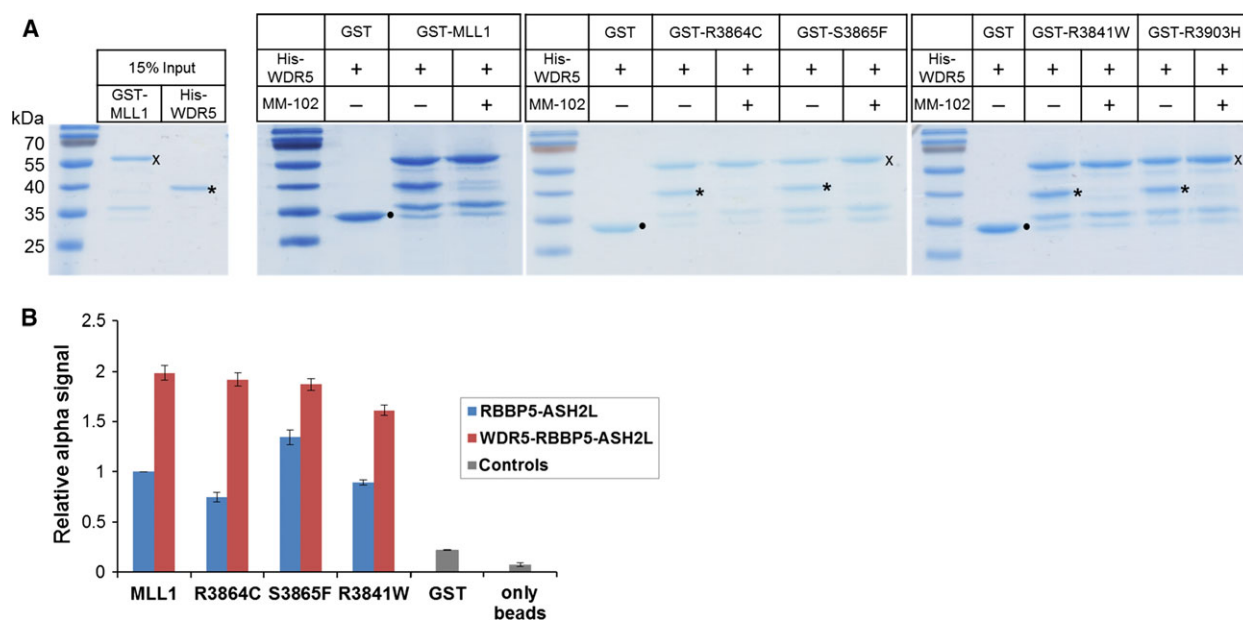 A
15% Input
GST-MLL1 His-WDR5
kDa
70
55
40
35
25
x
*
GST GST-MLL1
His-WDR5 + + +
MM-102 – – +
•
GST GST-R3864C GST-S3865F
His-WDR5 + + + + +
MM-102 – – + – +
x
* *
•
GST GST-R3841W GST-R3903H
His-WDR5 + + + + +
MM-102 – – + – +
x
* *
•
B
Relative alpha signal
2.5
2
1.5
1
0.5
0
RBBP5-ASH2L
WDR5-RBBP5-ASH2L
Controls
MLL1 R3864C S3865F R3841W GST only beads